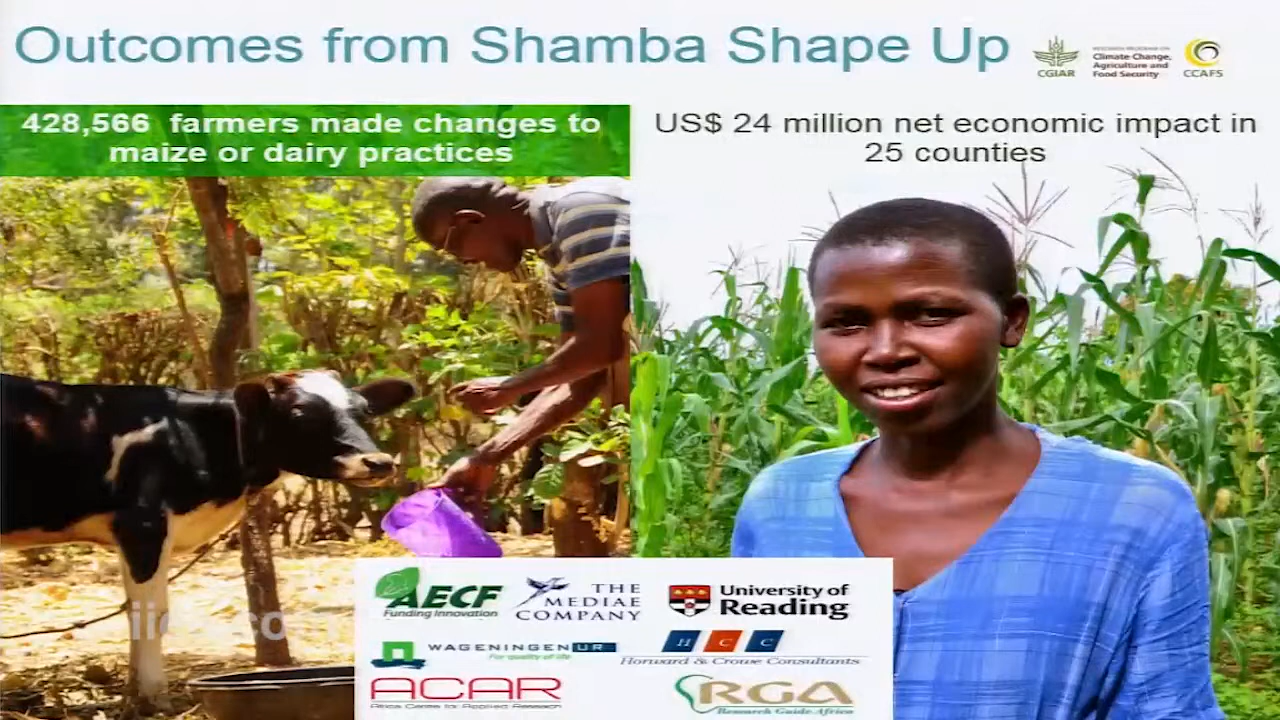 Outcomes from Shamba Shape Up
CGIAR
RESEARCH PROGRAM ON
Climate Change,
Agriculture and
Food Security
CCAFS
428,566 farmers made changes to
maize or dairy practices
US$ 24 million net economic impact in
25 counties
AECF
Funding Innovation
THE
MEDIAE
COMPANY
University of
Reading
WAGENINGEN UR
For quality of life
HCC
Horward & Crowe Consultants
ACAR
Africa Centre for Applied Research
RGA
Research Guide Africa